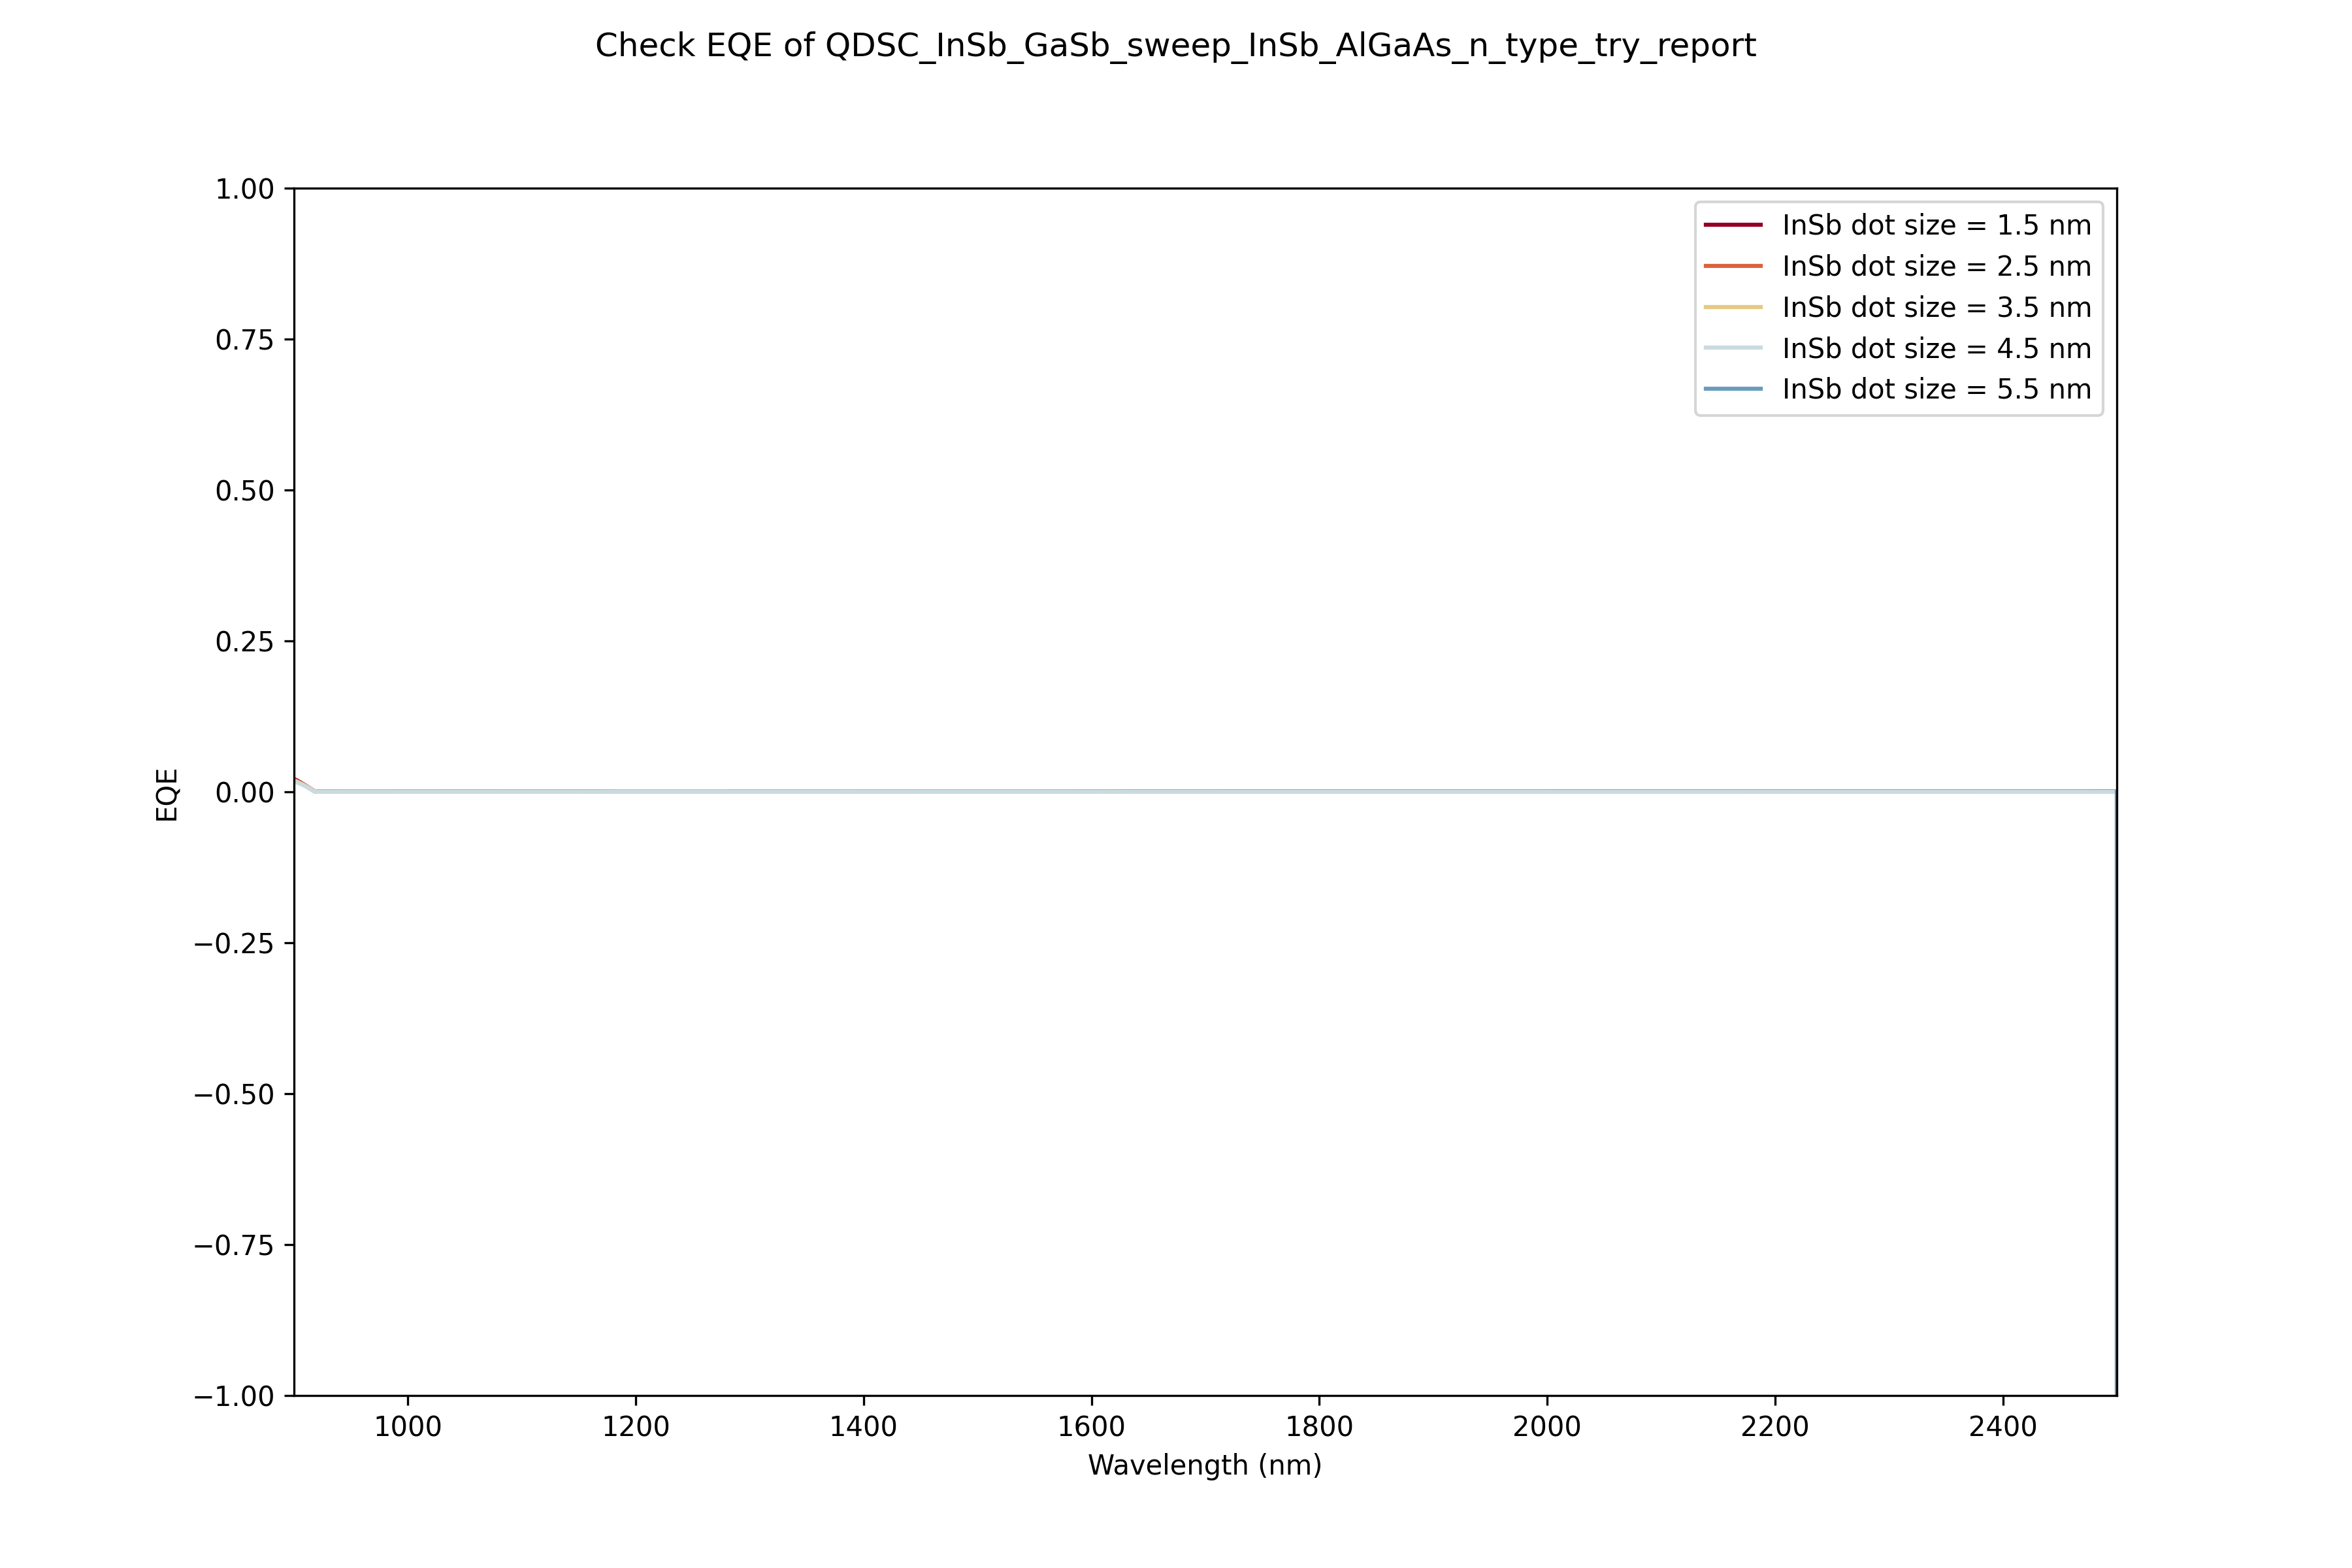 Check EQE of QDSC_InSb_GaSb_sweep_InSb_AlGaAs_n_type_try_report
1.00
0.75
0.50
0.25
0.00
−0.25
−0.50
−0.75
−1.00
EQE
InSb dot size = 1.5 nm
InSb dot size = 2.5 nm
InSb dot size = 3.5 nm
InSb dot size = 4.5 nm
InSb dot size = 5.5 nm
1000 1200 1400 1600 1800 2000 2200 2400
Wavelength (nm)